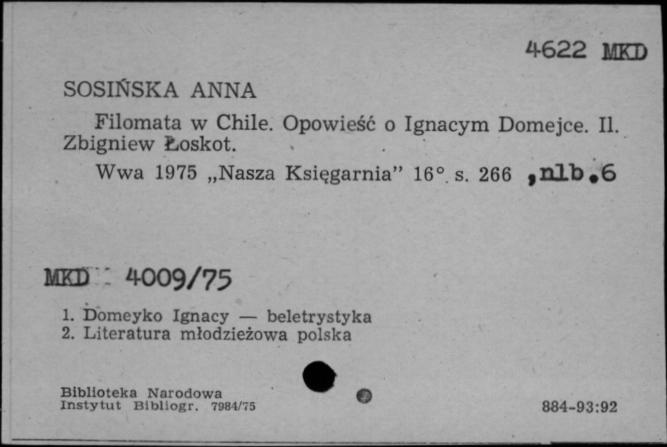 4622 MKD
SOSIŃSKA ANNA
Filomata w Chile. Opowieść o Ignacym Domejce. Il.
Zbigniew Łoskot.
Wwa 1975 „Nasza Księgarnia” 16°. s. 266 , nlb. 6
MKD 4009/75
1. Domeyko Ignacy — beletrystyka
2. Literatura młodzieżowa polska
Biblioteka Narodowa
Instytut Bibliogr. 7984/75
884-93:92